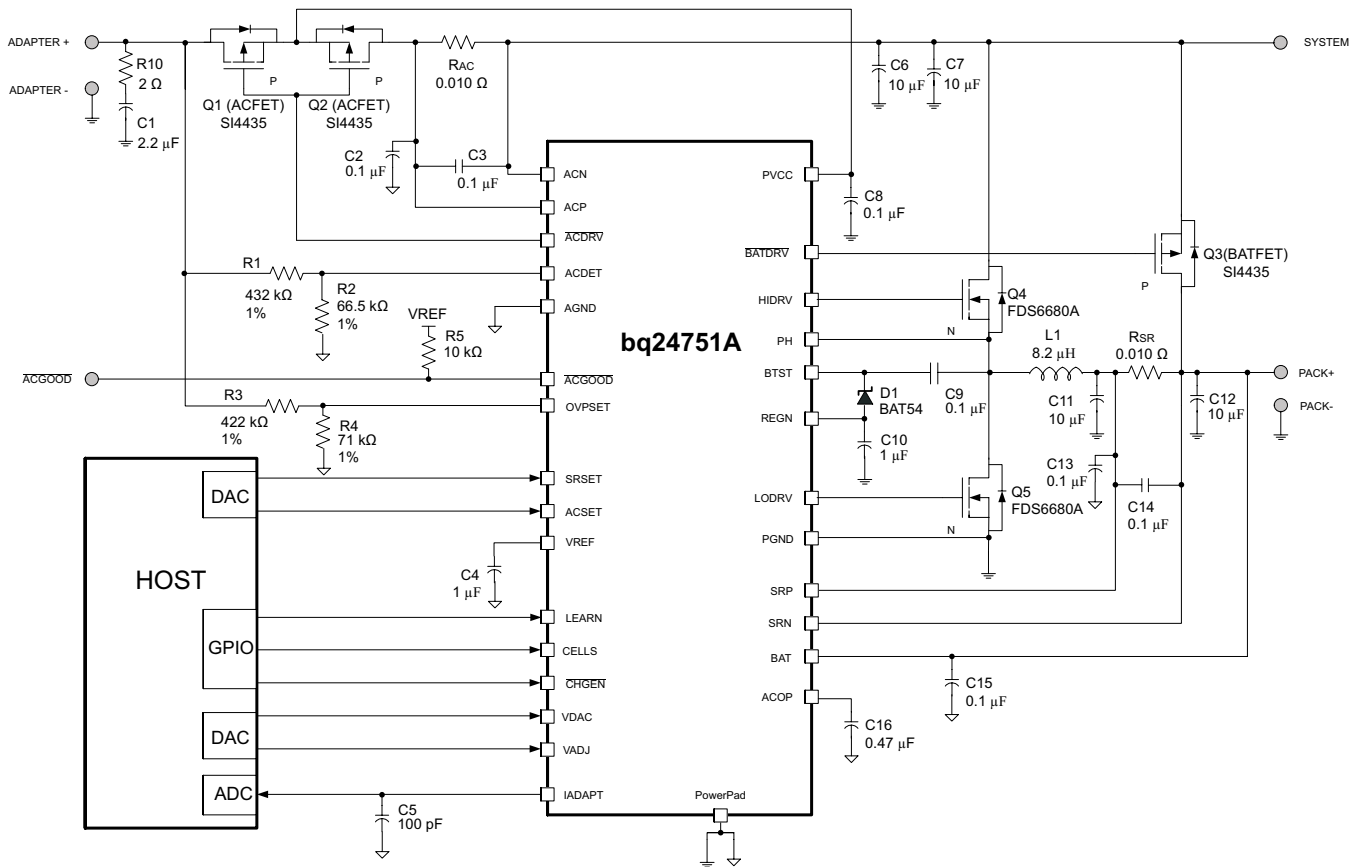 ADAPTER +
ADAPTER -
R10
2 Ω
C1
2.2 µF
P
Q1 (ACFET)
SI4435
P
Q2 (ACFET)
SI4435
RAC
0.010 Ω
C6
10 µF
C7
10 µF
SYSTEM
C2
0.1 µF
C3
0.1 µF
C8
0.1 µF
Q3(BATFET)
SI4435
P
R1
432 kΩ
1%
R2
66.5 kΩ
1%
VREF
R5
10 kΩ
ACGOOD
R3
422 kΩ
1%
R4
71 kΩ
1%
bq24751A
ACN
ACP
ACDRV
ACDET
AGND
ACGOOD
OVPSET
SRSET
ACSET
VREF
LEARN
CELLS
CHGEN
VDAC
VADJ
IADAPT
PVCC
BATDRV
HIDRV
PH
BTST
REGN
LODRV
PGND
SRP
SRN
BAT
ACOP
PowerPad
Q4
FDS6680A
N
L1
8.2 µH
RSR
0.010 Ω
PACK+
PACK-
D1
BAT54
C9
0.1 µF
C10
1 µF
C11
10 µF
C12
10 µF
C13
0.1 µF
C14
0.1 µF
Q5
FDS6680A
N
C15
0.1 µF
C16
0.47 µF
HOST
DAC
GPIO
DAC
ADC
C4
1 µF
C5
100 pF